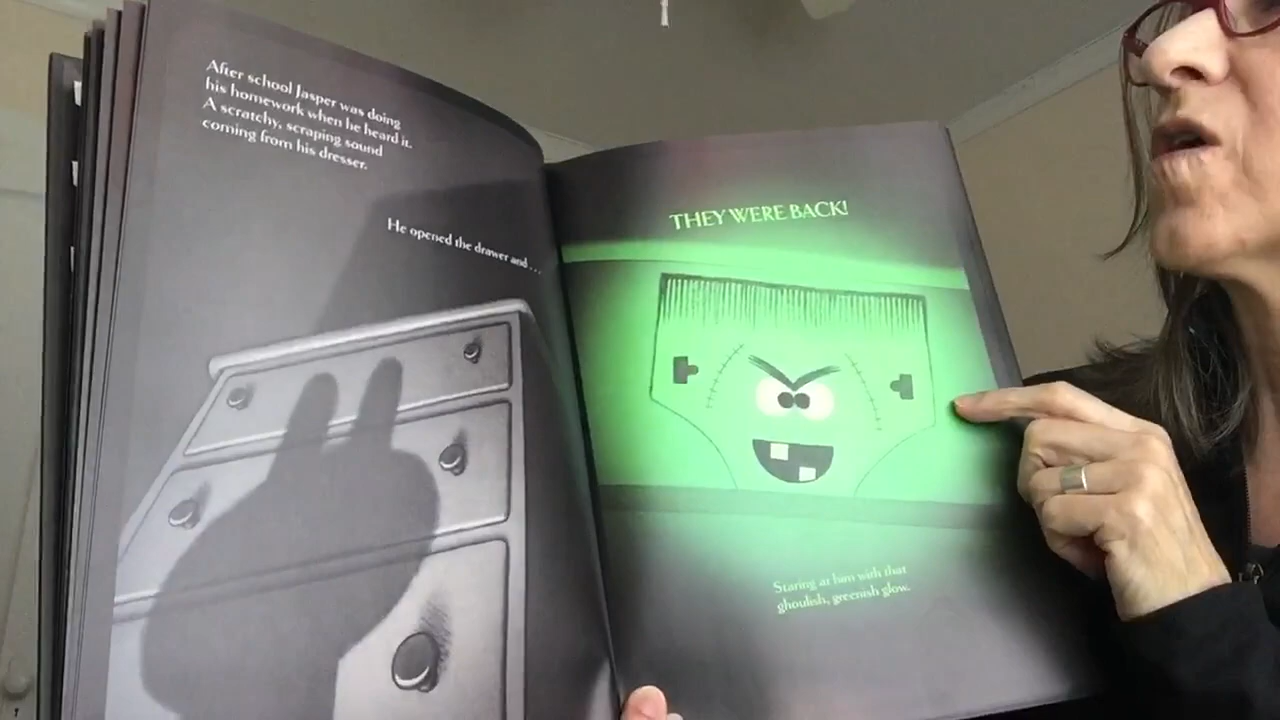 After school Jasper was doing
his homework when he heard it.
A scratchy, scraping sound
coming from his dresser.
He opened the drawer and . . .
THEY WERE BACK!
Staring at him with that
ghoulish, greenish glow.